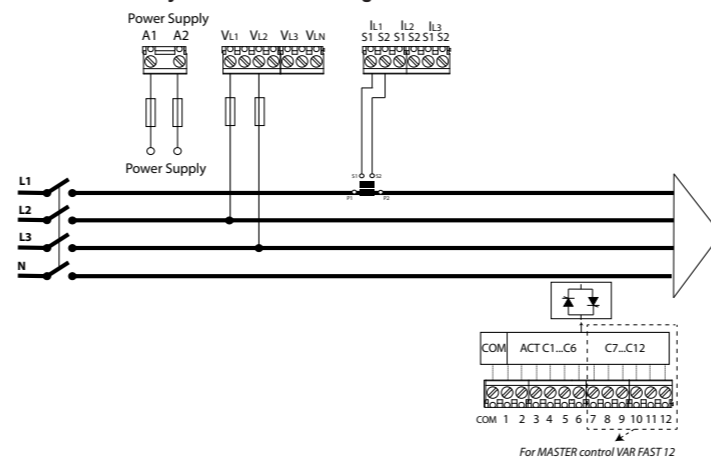 Power Supply
A1 A2
VL1 VL2 VL3 VLN
IL1 IL2 IL3
S1 S2 S1 S2 S1 S2
Power Supply
S1 S2
L1
P1 P2
L2
L3
N
COM ACT C1...C6 C7...C12
COM 1 2 3 4 5 6 7 8 9 10 11 12
For MASTER control VAR FAST 12